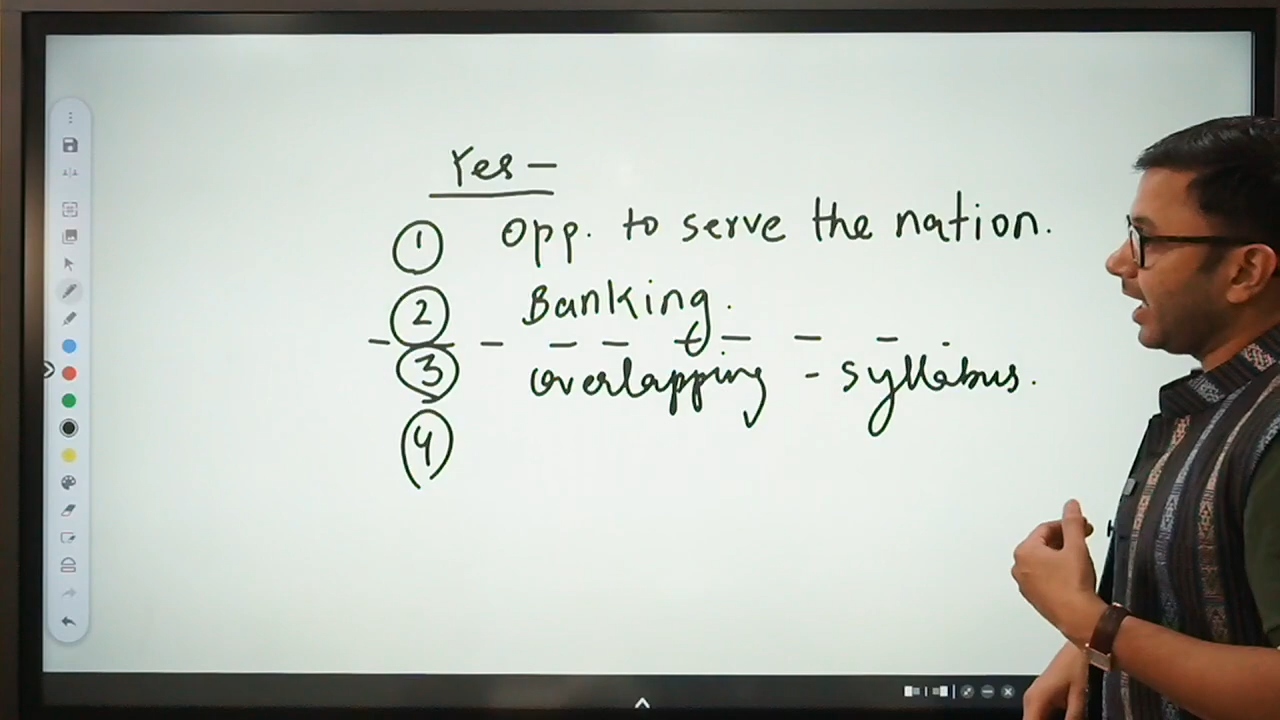 Yes –
① Opp. to serve the nation.
② Banking.
③ overlapping - syllabus.
④